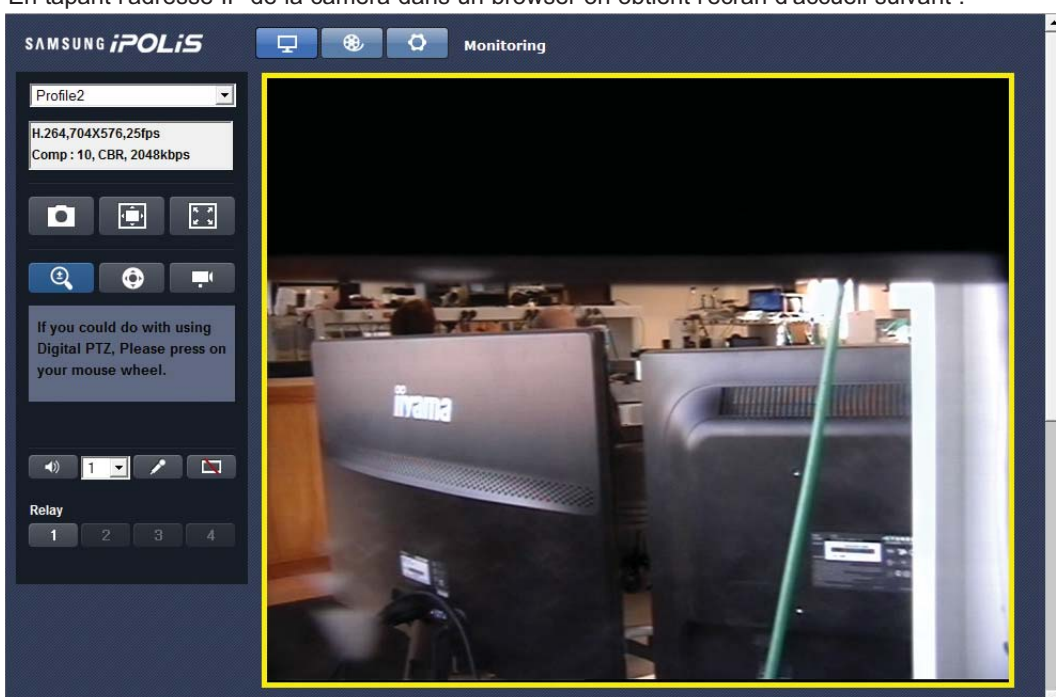 En tapant l'adresse IP de la caméra dans un browser on obtient l'écran d'accueil suivant :
SAMSUNG iPOLiS
Monitoring
Profile2
H.264,704X576,25fps
Comp : 10, CBR, 2048kbps
If you could do with using
Digital PTZ, Please press on
your mouse wheel.
1
Relay
1 2 3 4
iiyama